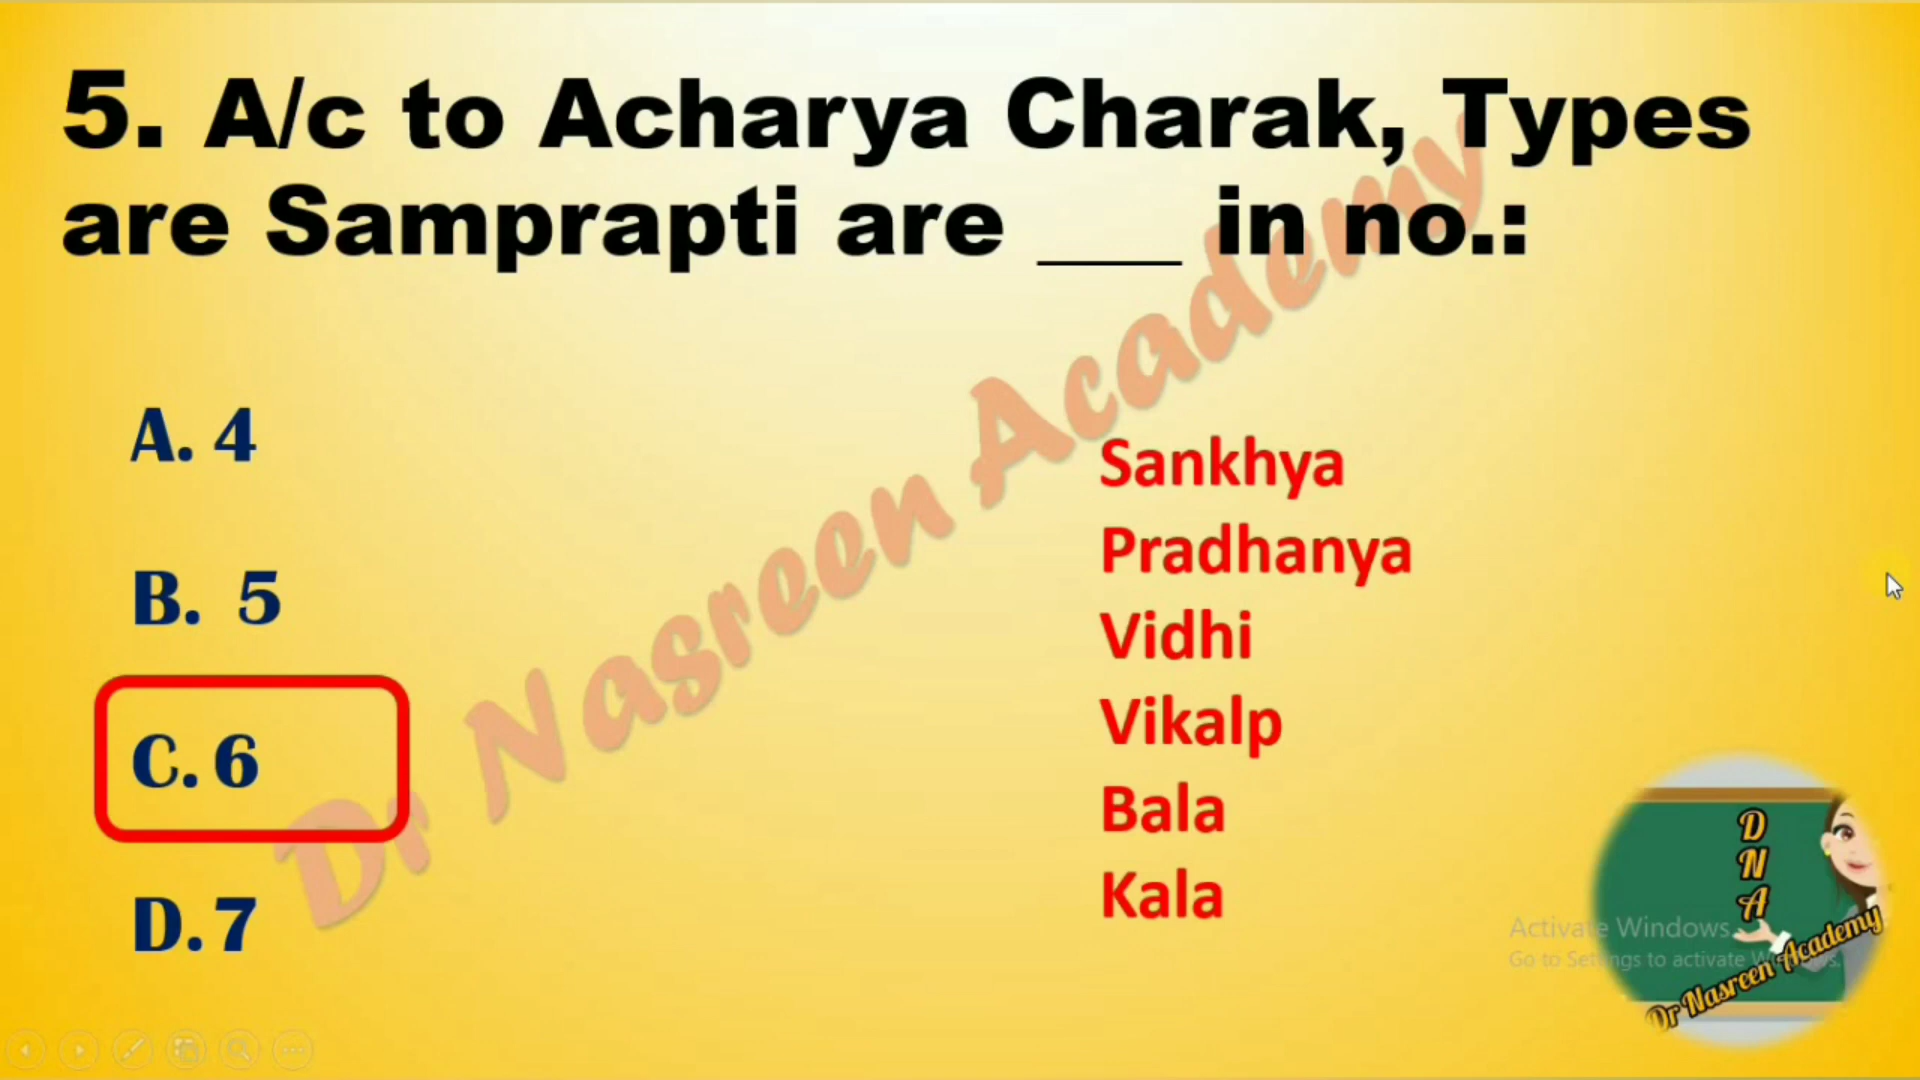 5. A/c to Acharya Charak, Types
are Samprapti are ____ in no.:
A. 4
B. 5
C. 6
D. 7
Sankhya
Pradhanya
Vidhi
Vikalp
Bala
Kala
Dr Nasreen Academy
D
N
A
Dr Nasreen Academy
Activate Windows
Go to Settings to activate Windows.